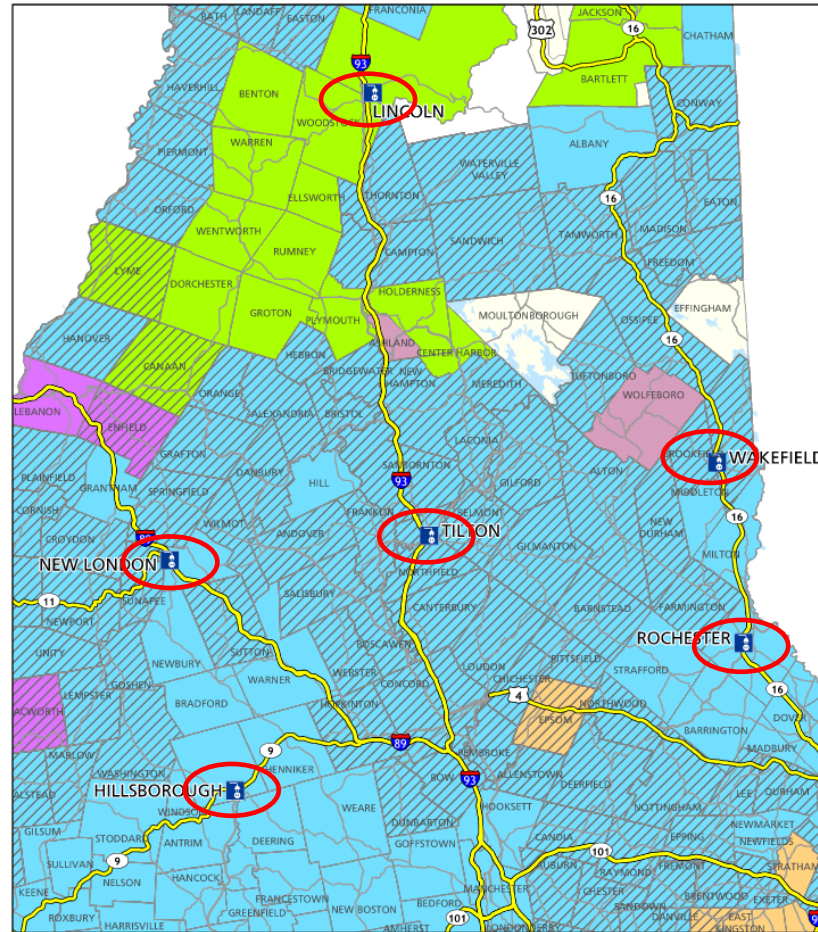 BATH
LANDAFF
EASTON
FRANCONIA
302
JACKSON
16
CHATHAM
93
BARTLETT
HAVERHILL
BENTON
LINCOLN
WOODSTOCK
CONWAY
PIERMONT
WARREN
WATERVILLE
VALLEY
ALBANY
ORFORD
ELLSWORTH
THORNTON
16
EATON
WENTWORTH
CAMPTON
SANDWICH
TAMWORTH
MADISON
LYME
RUMNEY
FREEDOM
DORCHESTER
HOLDERNESS
EFFINGHAM
GROTON
PLYMOUTH
MOULTONBOROUGH
OSSIPEE
HANOVER
ASHLAND
16
CENTER HARBOR
HEBRON
CANAAN
BRIDGEWATER
NEW
HAMPTON
MEREDITH
TUFTONBORO
ORANGE
WOLFEBORO
LEBANON
ALEXANDRIA
BRISTOL
ENFIELD
LACONIA
GRAFTON
BROOKFIELD
WAKEFIELD
PLAINFIELD
DANBURY
SANBORNTON
ALTON
GRANTHAM
SPRINGFIELD
HILL
93
GILFORD
MIDDLETON
CORNISH
WILMOT
FRANKLIN
BELMONT
16
CROYDON
ANDOVER
TILTON
NEW
DURHAM
89
GILMANTON
MILTON
NEW LONDON
NORTHFIELD
SALISBURY
11
SUNAPEE
CANTERBURY
FARMINGTON
NEWPORT
BARNSTEAD
ROCHESTER
UNITY
SUTTON
BOSCAWEN
NEWBURY
LOUDON
PITTSFIELD
WEBSTER
STRAFFORD
WARNER
CHICHESTER
GOSHEN
CONCORD
16
LEMPSTER
4
NORTHWOOD
ACWORTH
BRADFORD
HOPKINTON
EPSOM
DOVER
BARRINGTON
MARLOW
9
89
MADBURY
PEMBROKE
WASHINGTON
HENNIKER
BOW
93
ALLENSTOWN
DEERFIELD
HILLSBOROUGH
LEE
DURHAM
ALSTEAD
WINDSOR
WEARE
HOOKSETT
NOTTINGHAM
GILSUM
STODDARD
DUNBARTON
NEWMARKET
ANTRIM
DEERING
GOFFSTOWN
CANDIA
EPPING
NEWFIELDS
SULLIVAN
9
101
AUBURN
FREMONT
STRATHAM
NELSON
HANCOCK
RAYMOND
KEENE
MANCHESTER
CHESTER
BRENTWOOD
EXETER
FRANCESTOWN
BEDFORD
SANDOWN
ROXBURY
GREENFIELD
NEW BOSTON
101
DANVILLE
EAST
KINGSTON
HARRISVILLE
AMHERST
LONDONDERRY